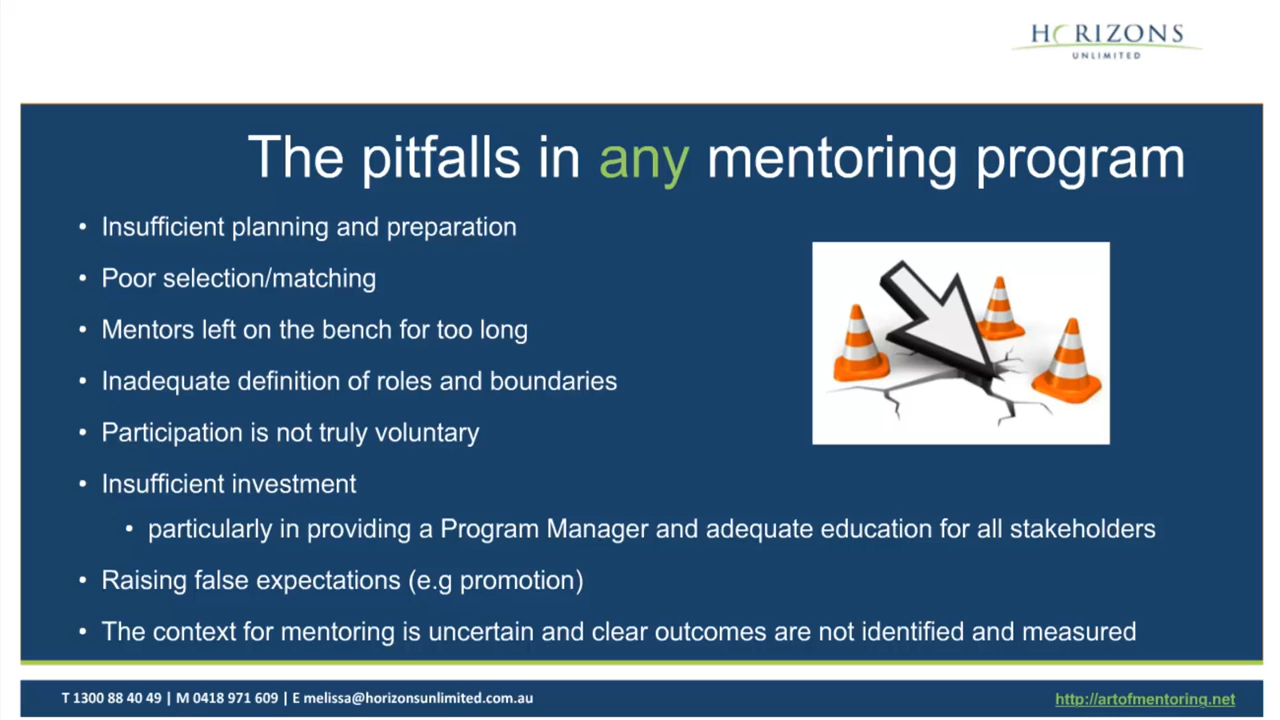 HORIZONS
UNLIMITED
The pitfalls in any mentoring program
• Insufficient planning and preparation
• Poor selection/matching
• Mentors left on the bench for too long
• Inadequate definition of roles and boundaries
• Participation is not truly voluntary
• Insufficient investment
• particularly in providing a Program Manager and adequate education for all stakeholders
• Raising false expectations (e.g promotion)
• The context for mentoring is uncertain and clear outcomes are not identified and measured
T 1300 88 40 49 | M 0418 971 609 | E melissa@horizonsunlimited.com.au
http://artofmentoring.net